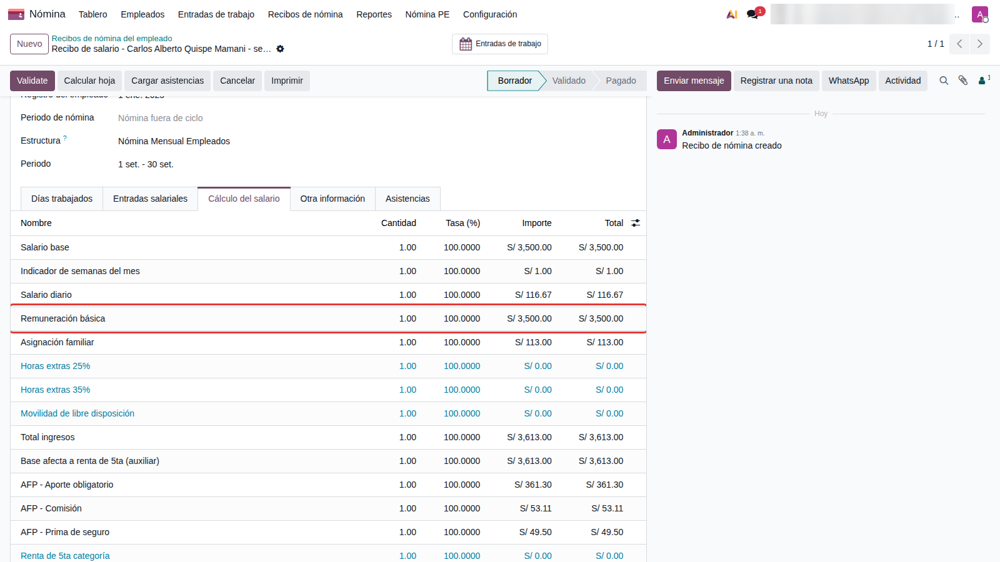 Nómina Tablero Empleados Entradas de trabajo Recibos de nómina Reportes Nómina PE Configuración AI 1 .. A
Nuevo
Recibos de nómina del empleado
Recibo de salario - Carlos Alberto Quispe Mamani - se...
Entradas de trabajo
1 / 1
Validate Calcular hoja Cargar asistencias Cancelar Imprimir Borrador Validado Pagado
Enviar mensaje Registrar una nota WhatsApp Actividad 1
Registro del empleado 1 ene. 2025
Periodo de nómina Nómina fuera de ciclo
Estructura ? Nómina Mensual Empleados
Periodo 1 set. - 30 set.
Hoy
A
Administrador 1:38 a. m.
Recibo de nómina creado
Días trabajados Entradas salariales Cálculo del salario Otra información Asistencias
Nombre Cantidad Tasa (%) Importe Total
Salario base 1.00 100.0000 S/ 3,500.00 S/ 3,500.00
Indicador de semanas del mes 1.00 100.0000 S/ 1.00 S/ 1.00
Salario diario 1.00 100.0000 S/ 116.67 S/ 116.67
Remuneración básica 1.00 100.0000 S/ 3,500.00 S/ 3,500.00
Asignación familiar 1.00 100.0000 S/ 113.00 S/ 113.00
Horas extras 25% 1.00 100.0000 S/ 0.00 S/ 0.00
Horas extras 35% 1.00 100.0000 S/ 0.00 S/ 0.00
Movilidad de libre disposición 1.00 100.0000 S/ 0.00 S/ 0.00
Total ingresos 1.00 100.0000 S/ 3,613.00 S/ 3,613.00
Base afecta a renta de 5ta (auxiliar) 1.00 100.0000 S/ 3,613.00 S/ 3,613.00
AFP - Aporte obligatorio 1.00 100.0000 S/ 361.30 S/ 361.30
AFP - Comisión 1.00 100.0000 S/ 53.11 S/ 53.11
AFP - Prima de seguro 1.00 100.0000 S/ 49.50 S/ 49.50
Renta de 5ta categoría 1.00 100.0000 S/ 0.00 S/ 0.00